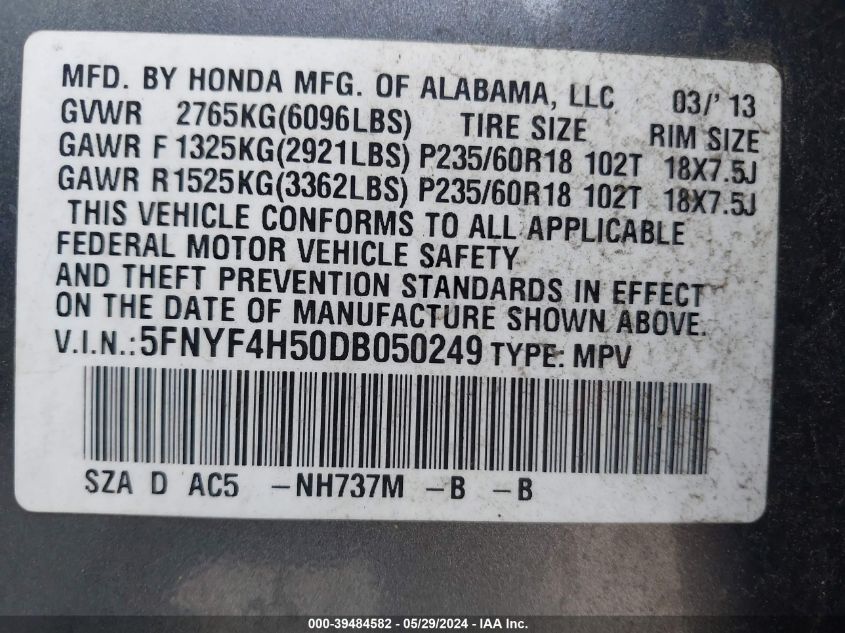 MFD. BY HONDA MFG. OF ALABAMA, LLC 03/'13
GVWR 2765KG(6096LBS) TIRE SIZE RIM SIZE
GAWR F 1325KG(2921LBS) P235/60R18 102T 18X7.5J
GAWR R 1525KG(3362LBS) P235/60R18 102T 18X7.5J
THIS VEHICLE CONFORMS TO ALL APPLICABLE
FEDERAL MOTOR VEHICLE SAFETY
AND THEFT PREVENTION STANDARDS IN EFFECT
ON THE DATE OF MANUFACTURE SHOWN ABOVE.
V.I.N.:5FNYF4H50DB050249 TYPE: MPV
SZA D AC5 -NH737M -B -B
000-39484582 - 05/29/2024 - IAAI.COM